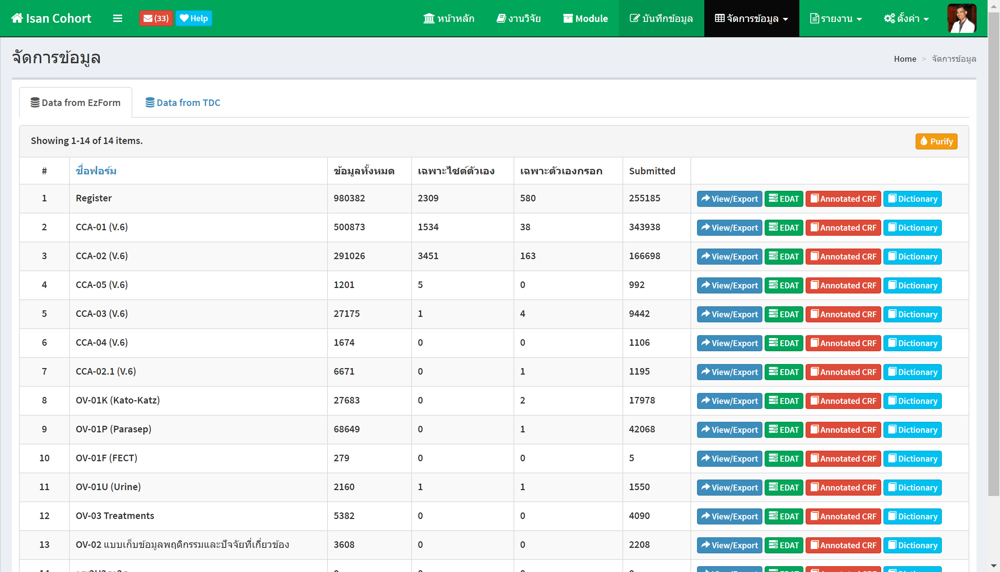 Isan Cohort (33) Help หน้าหลัก งานวิจัย Module บันทึกข้อมูล จัดการข้อมูล รายงาน ตั้งค่า
จัดการข้อมูล
Home > จัดการข้อมูล
Data from EzForm Data from TDC
Showing 1-14 of 14 items. Purify
# ชื่อฟอร์ม ข้อมูลทั้งหมด เฉพาะไซต์ตัวเอง เฉพาะตัวเองกรอก Submitted
1 Register 980382 2309 580 255185 View/Export EDAT Annotated CRF Dictionary
2 CCA-01 (V.6) 500873 1534 38 343938 View/Export EDAT Annotated CRF Dictionary
3 CCA-02 (V.6) 291026 3451 163 166698 View/Export EDAT Annotated CRF Dictionary
4 CCA-05 (V.6) 1201 5 0 992 View/Export EDAT Annotated CRF Dictionary
5 CCA-03 (V.6) 27175 1 4 9442 View/Export EDAT Annotated CRF Dictionary
6 CCA-04 (V.6) 1674 0 0 1106 View/Export EDAT Annotated CRF Dictionary
7 CCA-02.1 (V.6) 6671 0 1 1195 View/Export EDAT Annotated CRF Dictionary
8 OV-01K (Kato-Katz) 27683 0 2 17978 View/Export EDAT Annotated CRF Dictionary
9 OV-01P (Parasep) 68649 0 1 42068 View/Export EDAT Annotated CRF Dictionary
10 OV-01F (FECT) 279 0 0 5 View/Export EDAT Annotated CRF Dictionary
11 OV-01U (Urine) 2160 1 1 1550 View/Export EDAT Annotated CRF Dictionary
12 OV-03 Treatments 5382 0 0 4090 View/Export EDAT Annotated CRF Dictionary
13 OV-02 แบบเก็บข้อมูลพฤติกรรมและปัจจัยที่เกี่ยวข้อง 3608 0 0 2208 View/Export EDAT Annotated CRF Dictionary